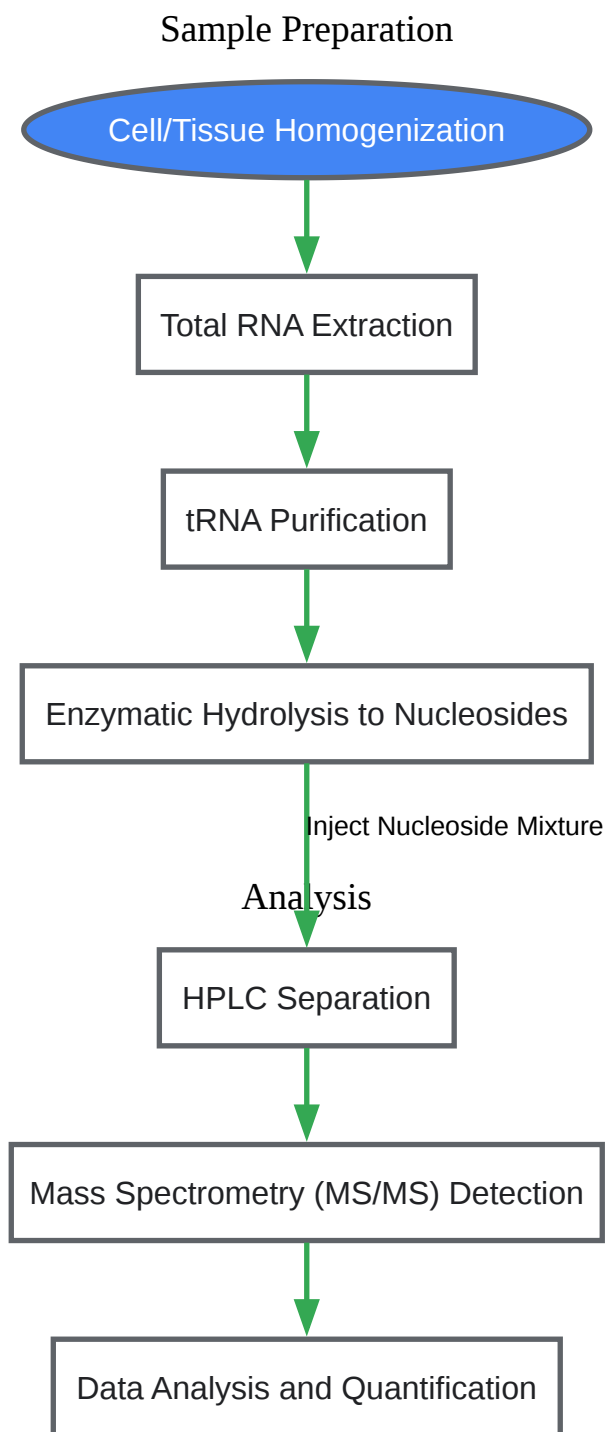 Sample Preparation
Cell/Tissue Homogenization
Total RNA Extraction
tRNA Purification
Enzymatic Hydrolysis to Nucleosides
Inject Nucleoside Mixture
Analysis
HPLC Separation
Mass Spectrometry (MS/MS) Detection
Data Analysis and Quantification